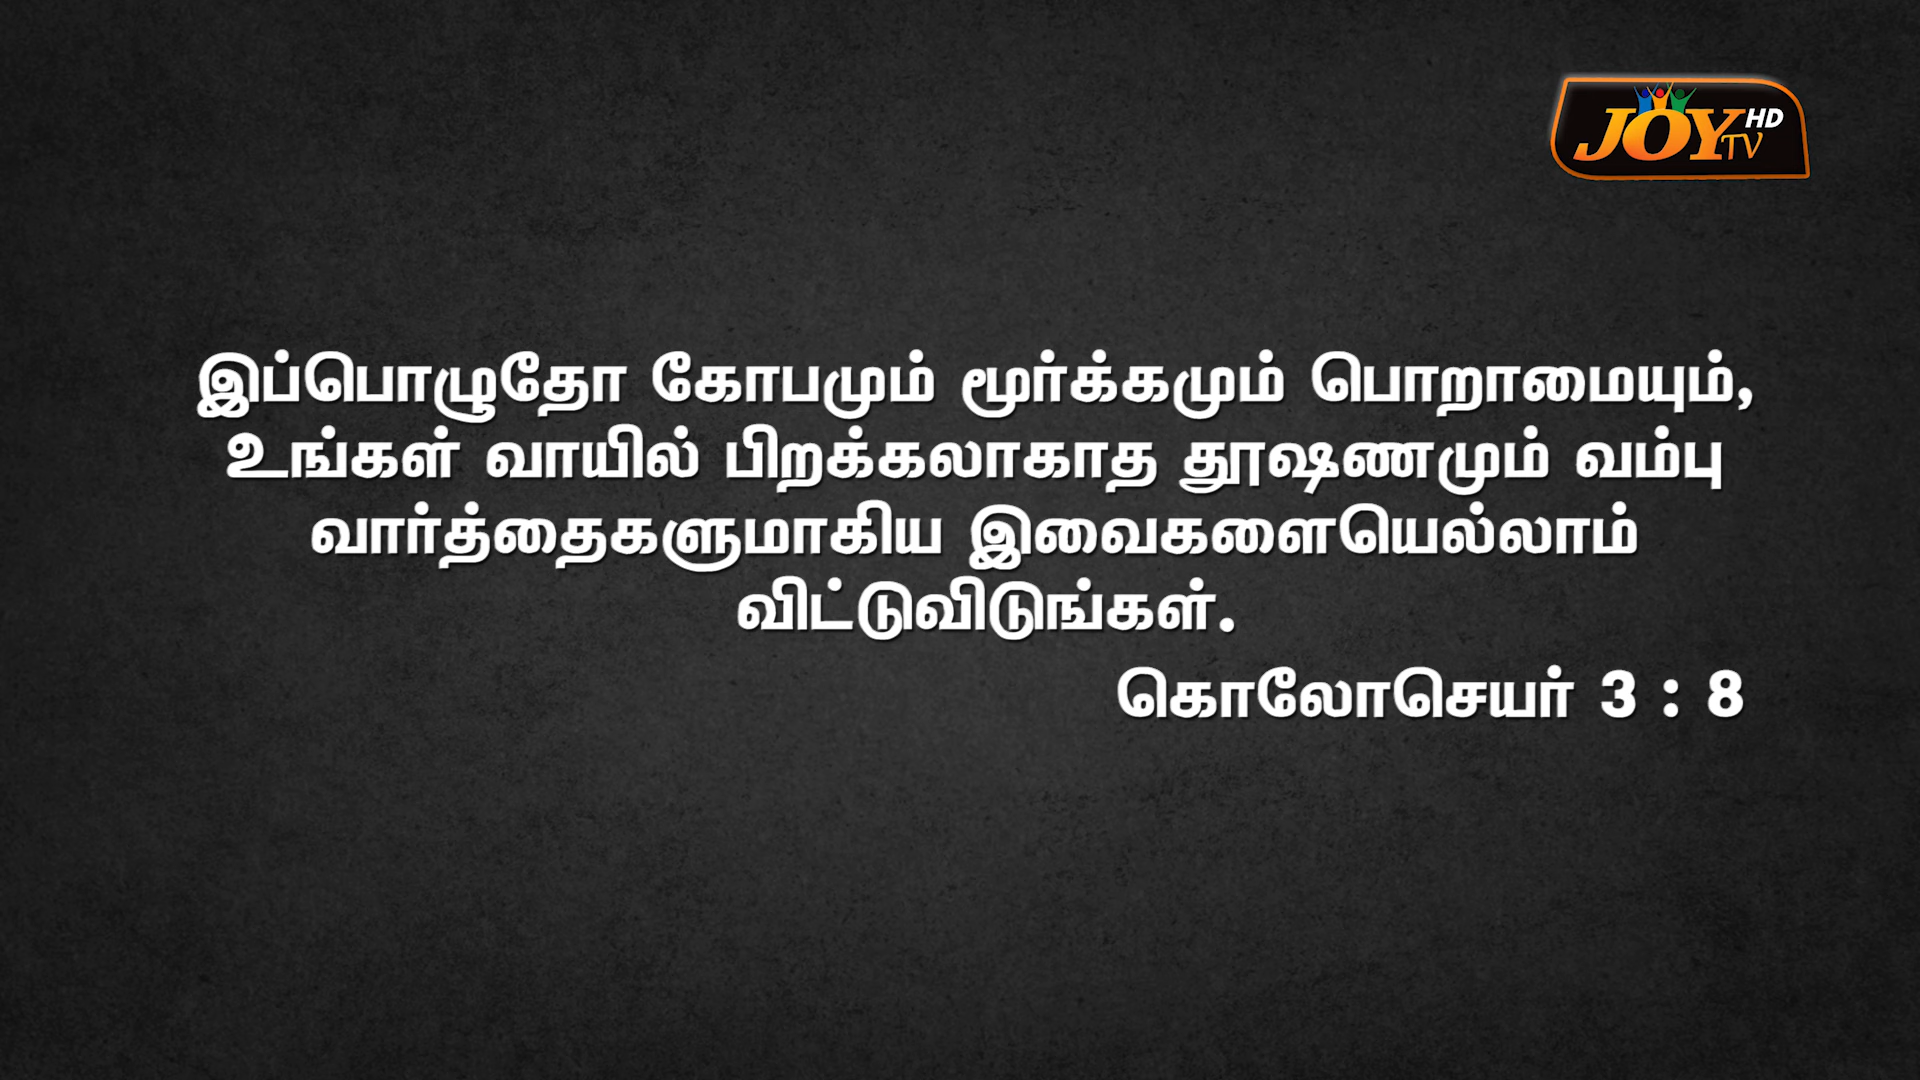 JOY TV HD
இப்பொழுதோ கோபமும் மூர்க்கமும் பொறாமையும்,
உங்கள் வாயில் பிறக்கலாகாத தூஷணமும் வம்பு
வார்த்தைகளுமாகிய இவைகளையெல்லாம்
விட்டுவிடுங்கள்.
கொலோசெயர் 3 : 8